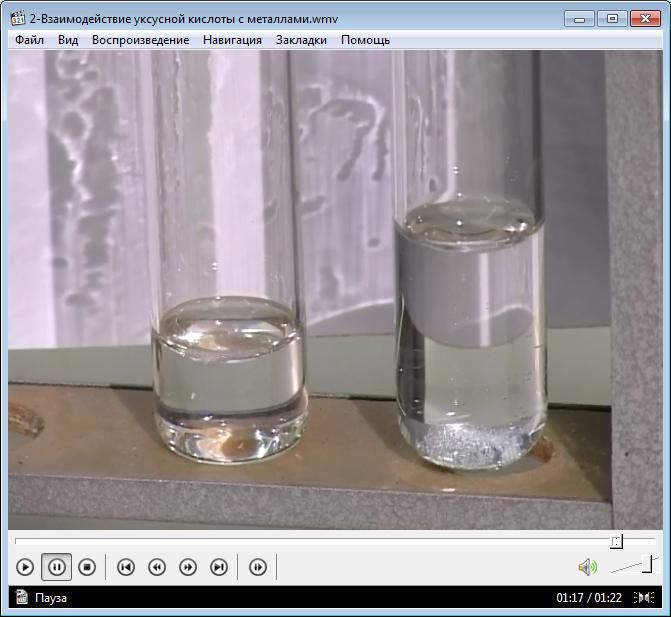 2-Взаимодействие уксусной кислоты с металлами.wmv
Файл Вид Воспроизведение Навигация Закладки Помощь
Пауза 01:17 / 01:22